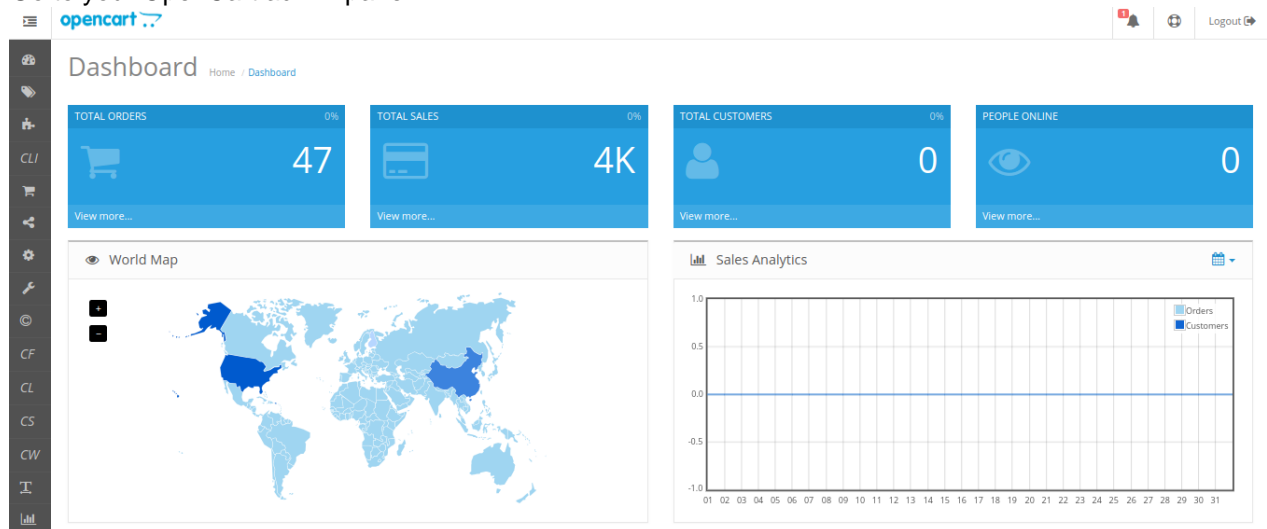 opencart
1
Logout
Dashboard Home / Dashboard
TOTAL ORDERS 0%
47
View more...
TOTAL SALES 0%
4K
View more...
TOTAL CUSTOMERS 0%
0
View more...
PEOPLE ONLINE
0
View more...
CLI
©
CF
CL
CS
CW
World Map
+
-
Sales Analytics
Orders
Customers
1.0
0.5
0.0
-0.5
-1.0
01 02 03 04 05 06 07 08 09 10 11 12 13 14 15 16 17 18 19 20 21 22 23 24 25 26 27 28 29 30 31